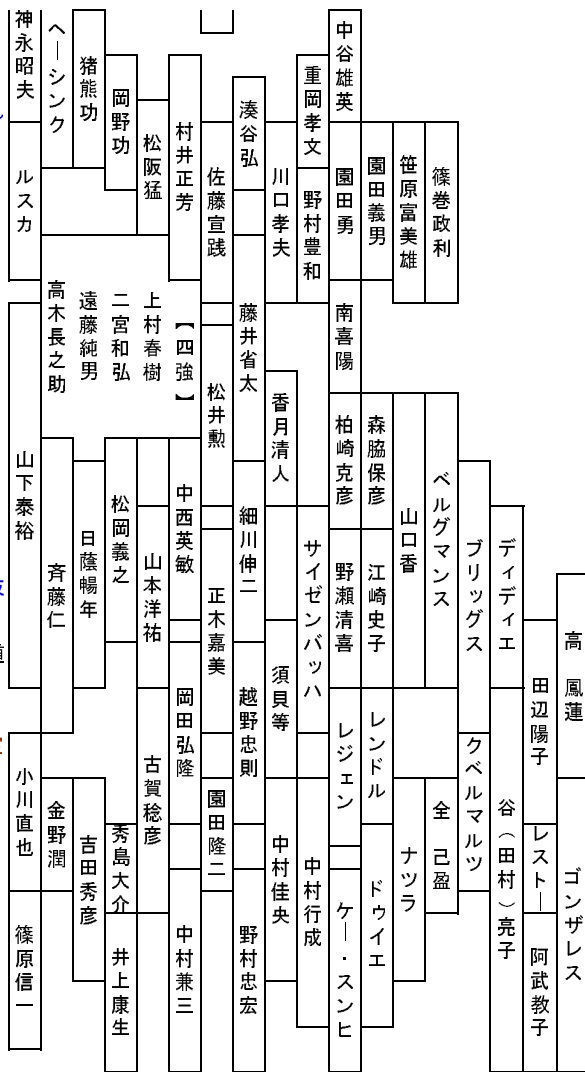 神永昭夫
ルスカ
山下泰裕
小川直也
篠原信一
ヘーシンク
高木長之助
斉藤仁
金野潤
猪熊功
遠藤純男
日蔭暢年
吉田秀彦
岡野功
二宮和弘
松岡義之
秀島大介
井上康生
松阪猛
上村春樹
山本洋祐
古賀稔彦
村井正芳
【四強】
中西英敏
岡田弘隆
中村兼三
佐藤宣践
松井勲
正木嘉美
園田隆二
湊谷弘
藤井省太
細川伸二
越野忠則
野村忠宏
川口孝夫
香月清人
須貝等
中村佳央
重岡孝文
野村豊和
サイゼンバッハ
中村行成
中谷雄英
園田勇
南喜陽
柏崎克彦
野瀬清喜
レジェン
ケー・スンヒ
園田義男
森脇保彦
江崎史子
レンドル
ドゥイエ
笹原富美雄
山口香
ナツラ
篠巻政利
ベルグマンス
全 己盈
ブリッグス
クベルマルツ
ディディエ
谷（田村）亮子
田辺陽子
レストー
阿武教子
高 鳳蓮
ゴンザレス